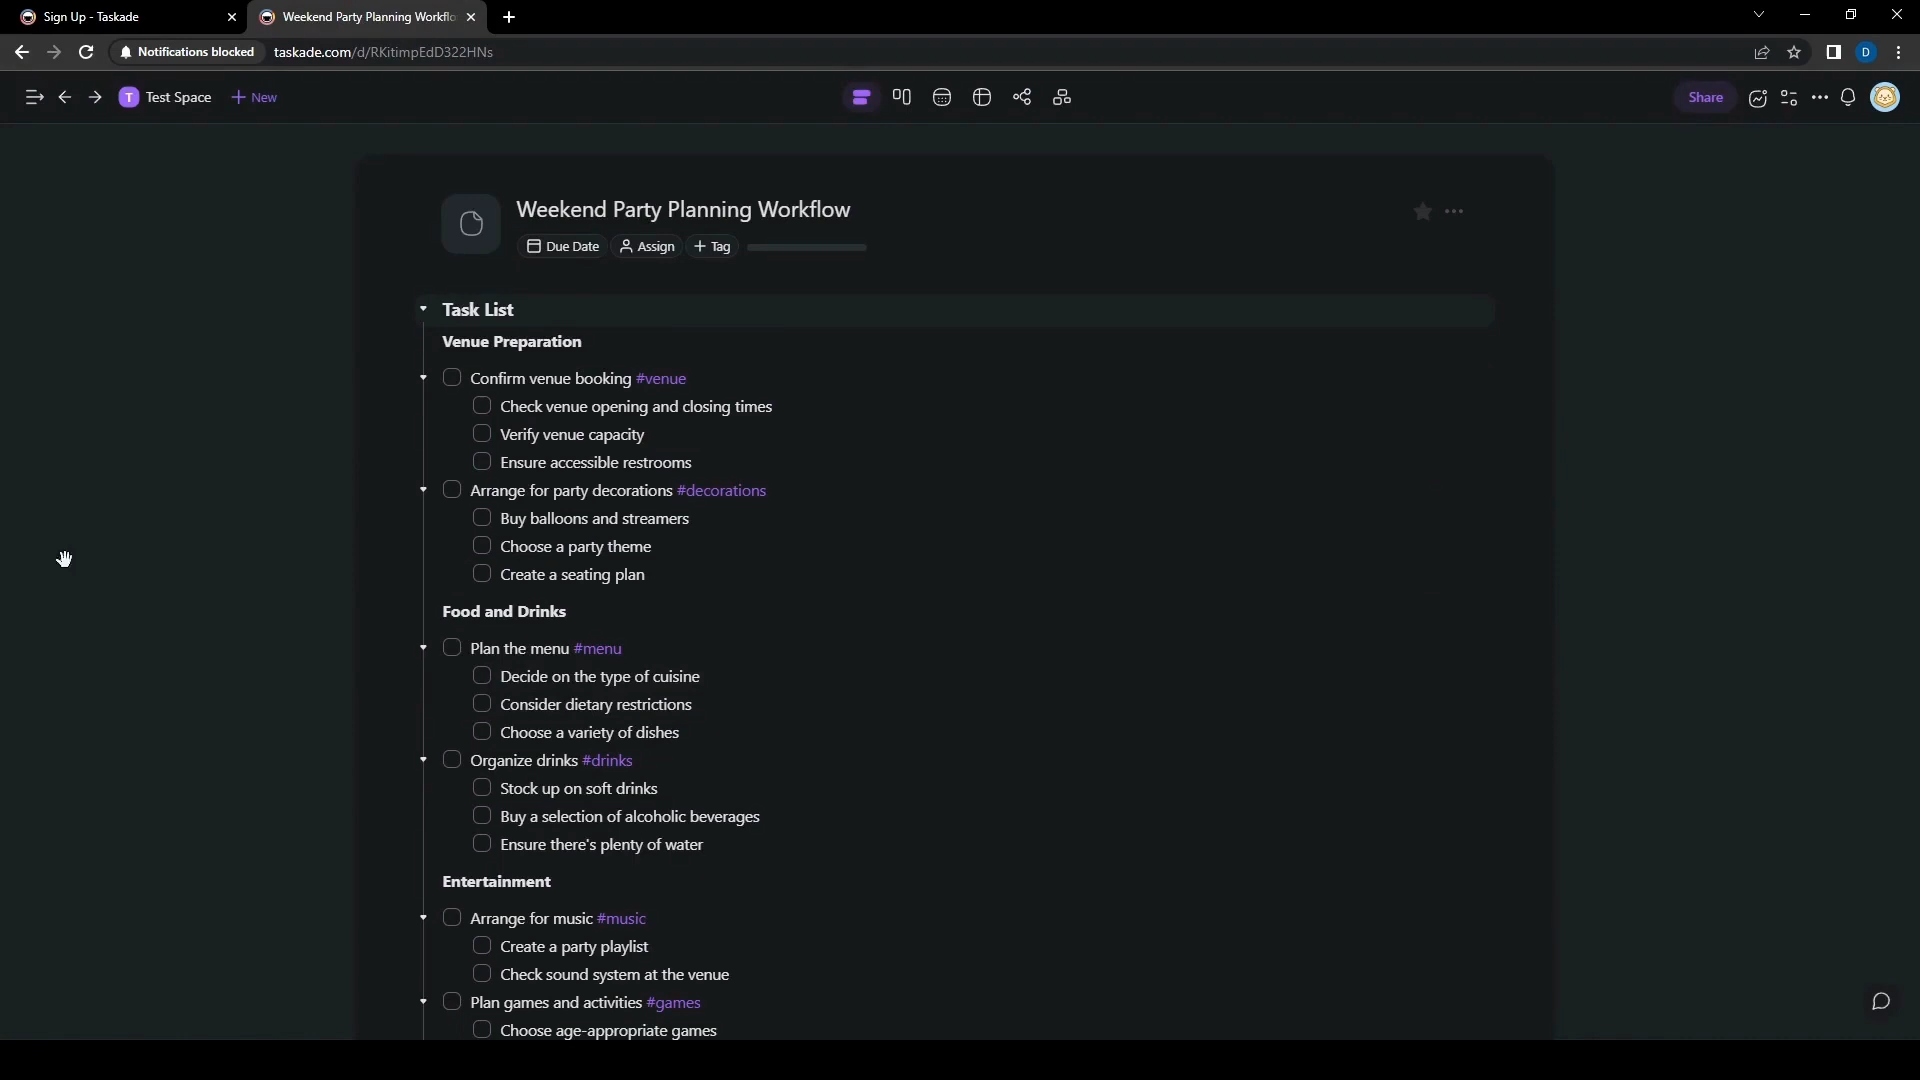 Sign Up - Taskade
Weekend Party Planning Workflo
Notifications blocked
taskade.com/d/RKitimpEdD322HNs
D
T
Test Space
New
Share
Weekend Party Planning Workflow
Due Date
Assign
+ Tag
Task List
Venue Preparation
Confirm venue booking #venue
Check venue opening and closing times
Verify venue capacity
Ensure accessible restrooms
Arrange for party decorations #decorations
Buy balloons and streamers
Choose a party theme
Create a seating plan
Food and Drinks
Plan the menu #menu
Decide on the type of cuisine
Consider dietary restrictions
Choose a variety of dishes
Organize drinks #drinks
Stock up on soft drinks
Buy a selection of alcoholic beverages
Ensure there's plenty of water
Entertainment
Arrange for music #music
Create a party playlist
Check sound system at the venue
Plan games and activities #games
Choose age-appropriate games